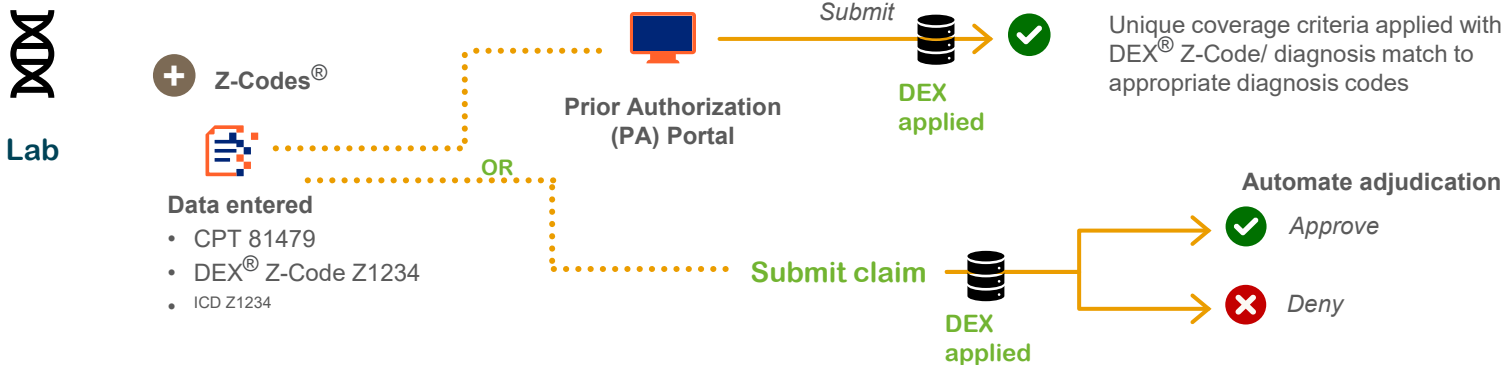 Lab
Z-Codes®
Data entered
• CPT 81479
• DEX® Z-Code Z1234
• ICD Z1234
OR
Prior Authorization
(PA) Portal
Submit
DEX
applied
Unique coverage criteria applied with
DEX® Z-Code/ diagnosis match to
appropriate diagnosis codes
Submit claim
DEX
applied
Automate adjudication
Approve
Deny